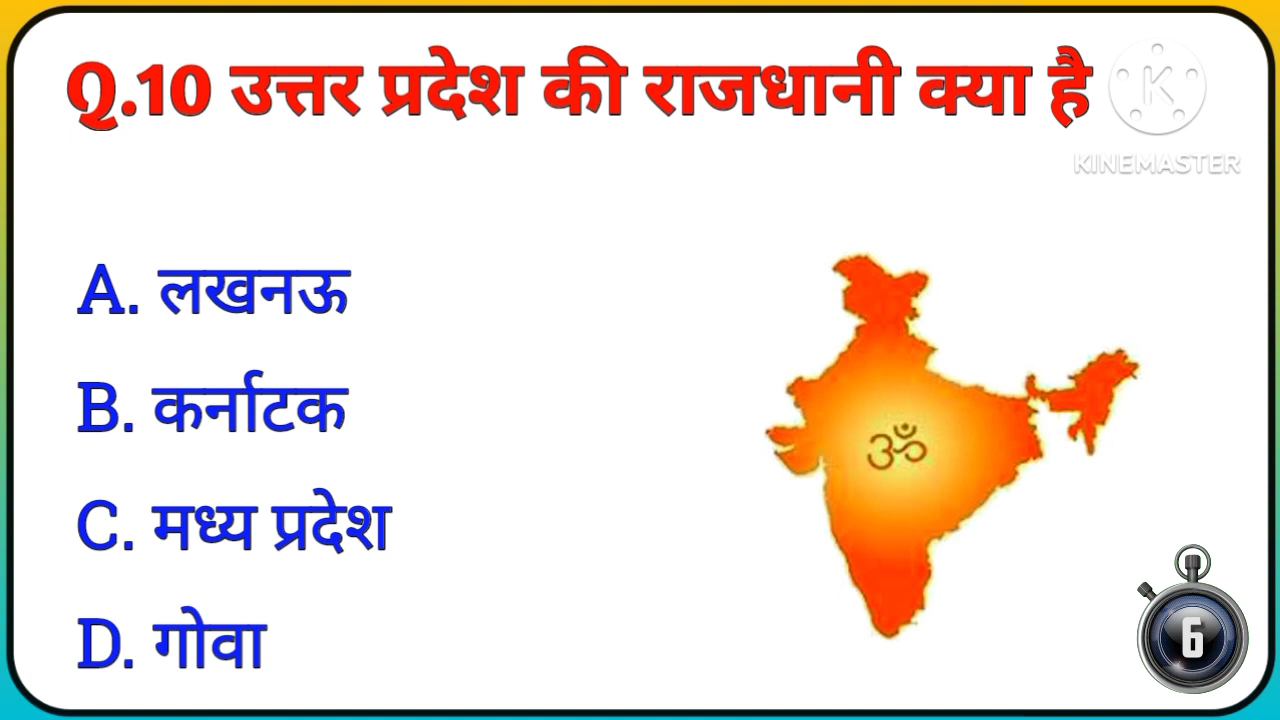 Q.10 उत्तर प्रदेश की राजधानी क्या है
K
KINEMASTER
A. लखनऊ
B. कर्नाटक
C. मध्य प्रदेश
D. गोवा
ॐ
6